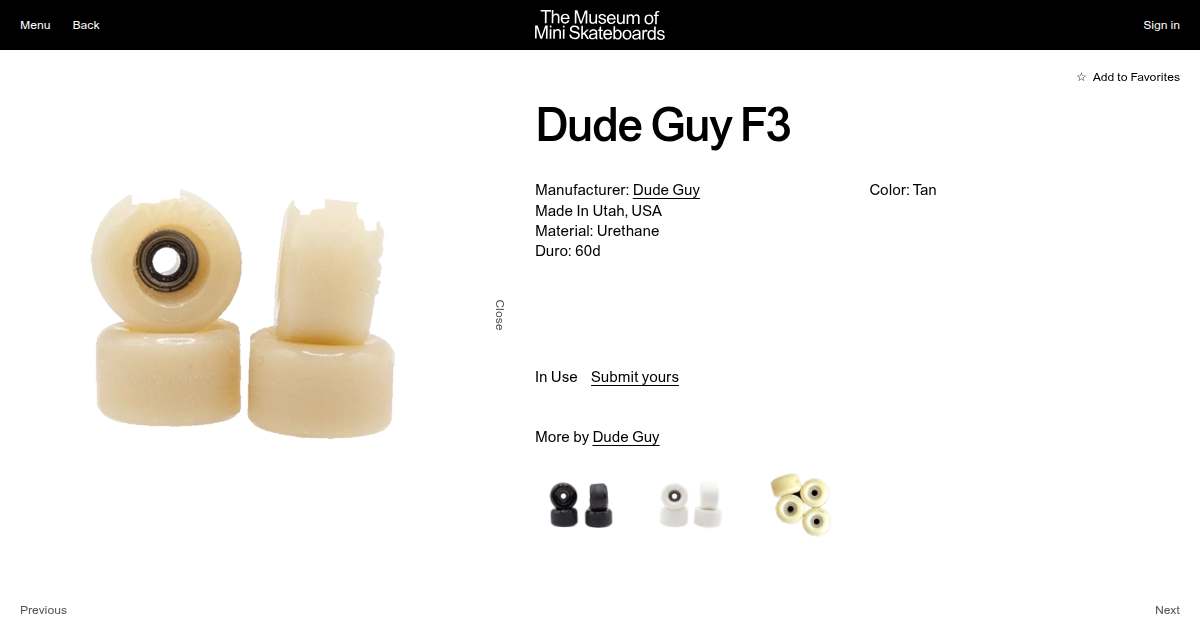 Menu
Back
The Museum of
Mini Skateboards
Sign in
☆ Add to Favorites
Dude Guy F3
Manufacturer: Dude Guy
Made In Utah, USA
Material: Urethane
Duro: 60d
Color: Tan
Close
In Use Submit yours
More by Dude Guy
Previous
Next